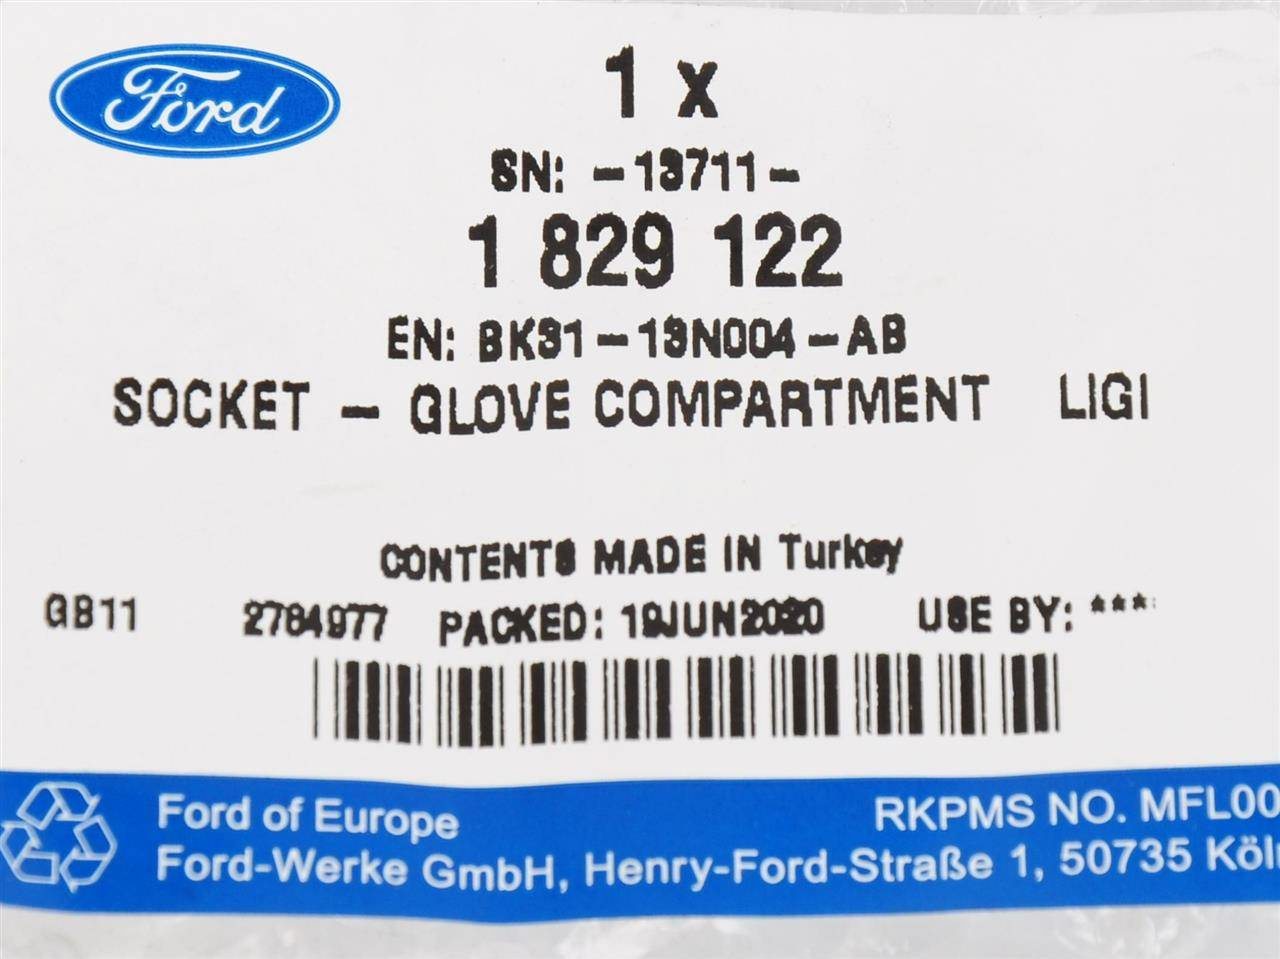 Ford
1 x
SN: -13711-
1 829 122
EN: BK31-13N004-AB
SOCKET - GLOVE COMPARTMENT LIGI
CONTENTS MADE IN Turkey
GB11 2764977 PACKED: 19JUN2020 USE BY: ***
Ford of Europe RKPMS NO. MFL00
Ford-Werke GmbH, Henry-Ford-Straße 1, 50735 Köln